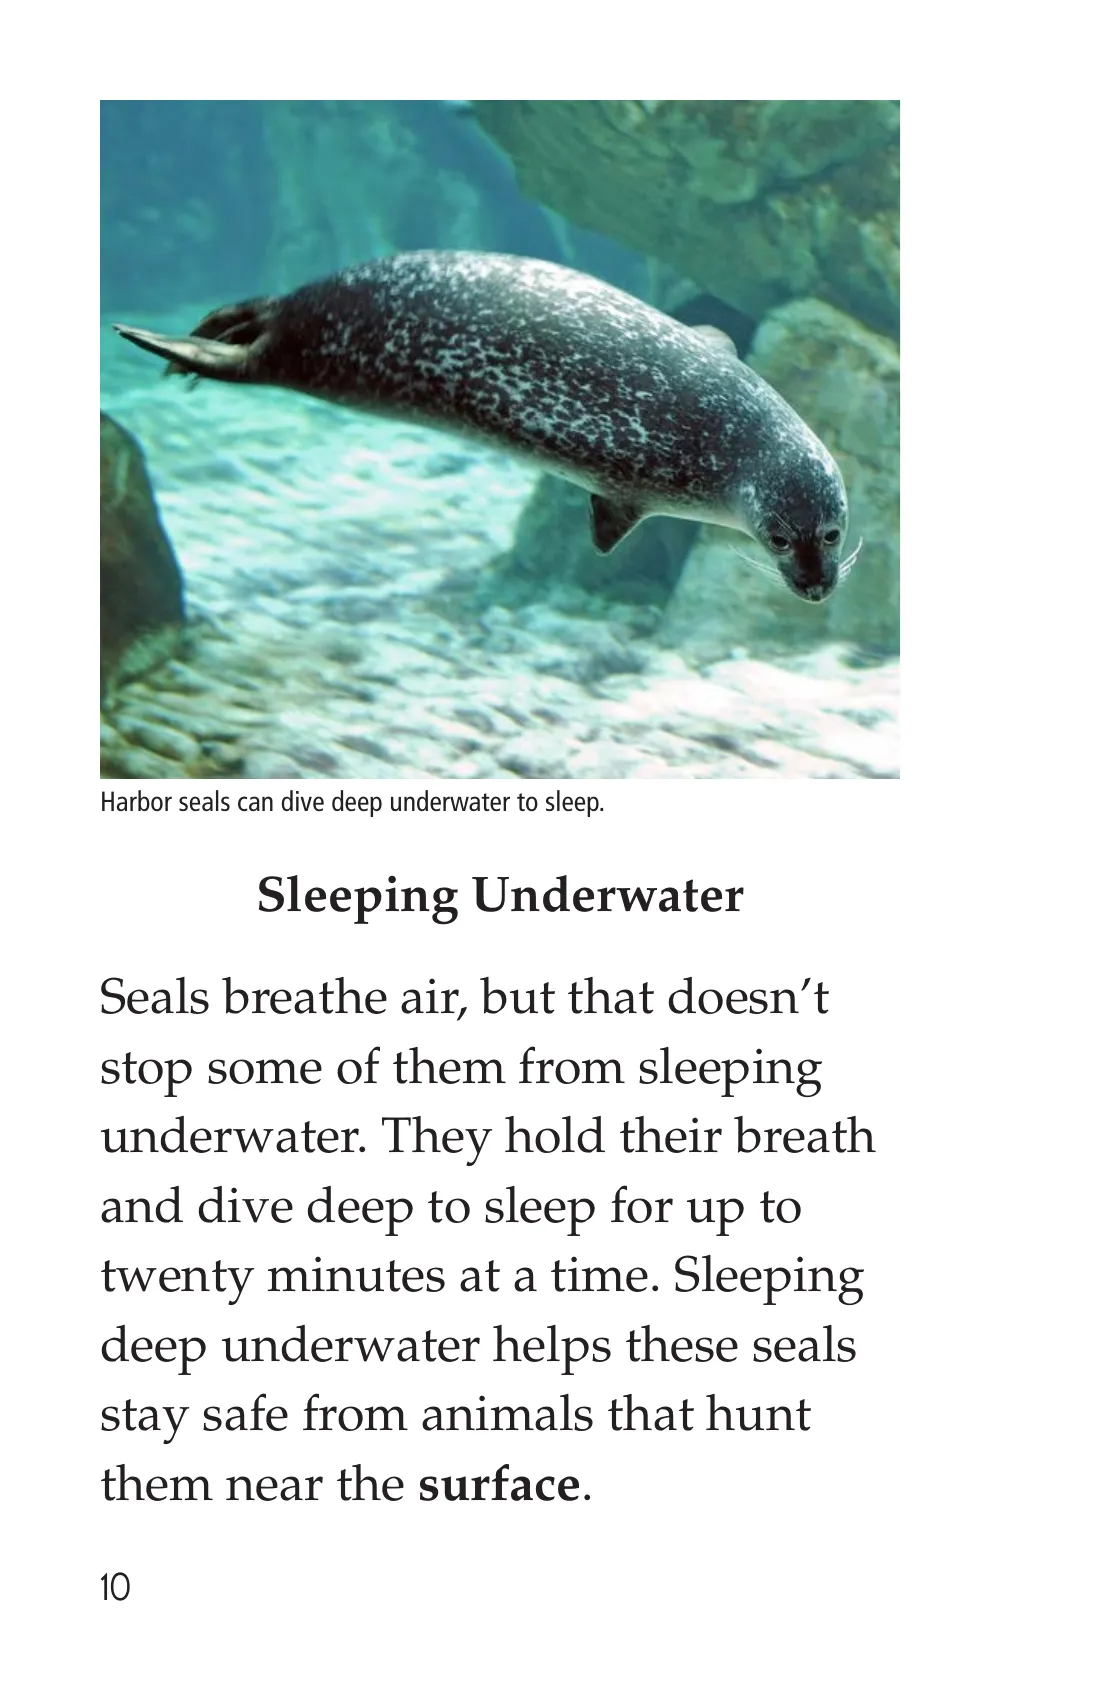 Harbor seals can dive deep underwater to sleep.
Sleeping Underwater
Seals breathe air, but that doesn’t
stop some of them from sleeping
underwater. They hold their breath
and dive deep to sleep for up to
twenty minutes at a time. Sleeping
deep underwater helps these seals
stay safe from animals that hunt
them near the surface.
10